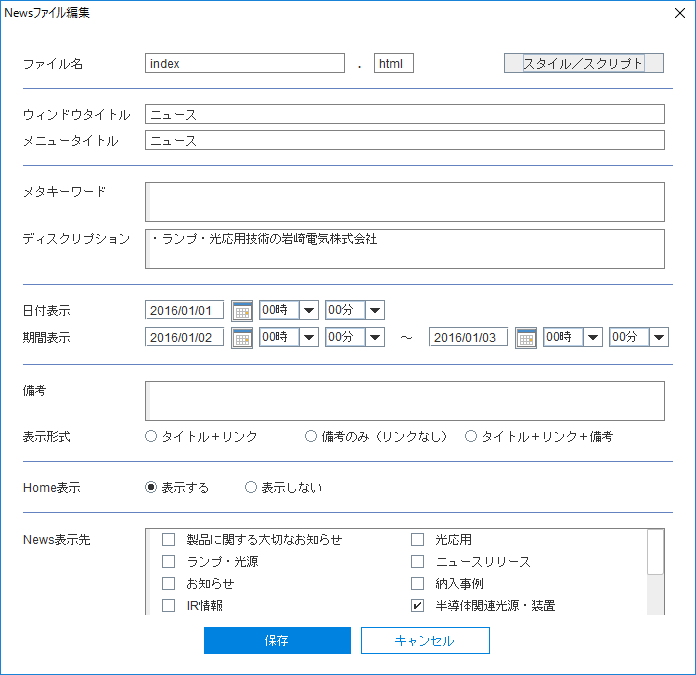 Newsファイル編集
ファイル名 index . html スタイル／スクリプト
ウィンドウタイトル ニュース
メニュータイトル ニュース
メタキーワード
ディスクリプション ・ランプ・光応用技術の岩崎電気株式会社
日付表示 2016/01/01 00時 00分
期間表示 2016/01/02 00時 00分 ～ 2016/01/03 00時 00分
備考
表示形式 タイトル＋リンク 備考のみ（リンクなし） タイトル＋リンク＋備考
Home表示 表示する 表示しない
News表示先 製品に関する大切なお知らせ 光応用
ランプ・光源 ニュースリリース
お知らせ 納入事例
IR情報 半導体関連光源・装置
保存 キャンセル